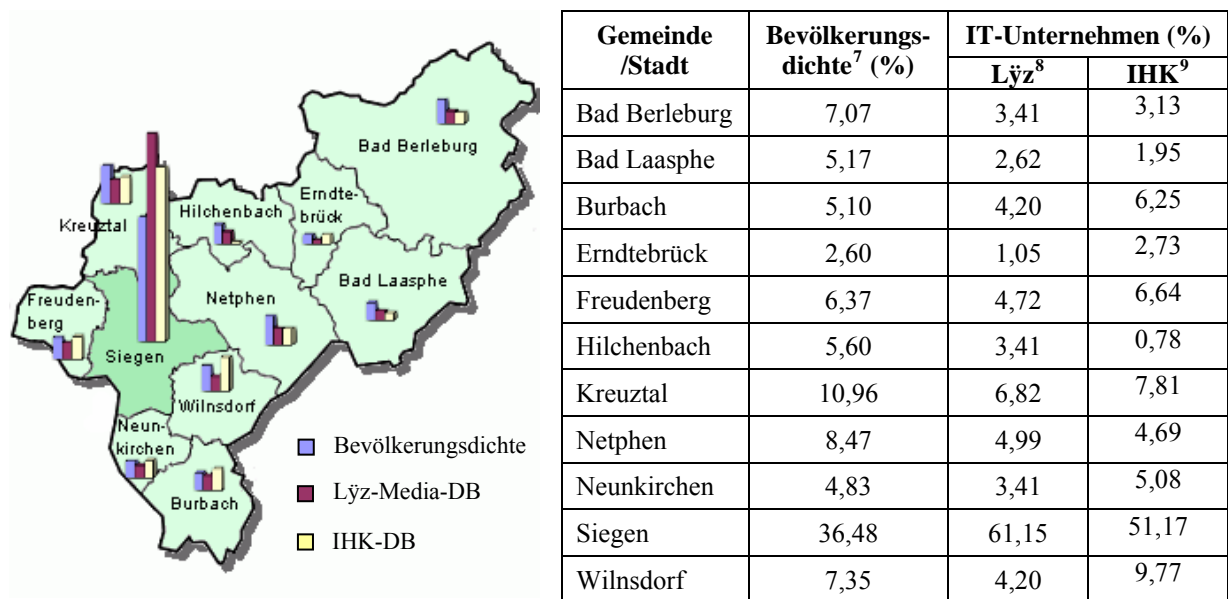 Bad Berleburg
Erndte-
brück
Hilchenbach
Kreuztal
Bad Laasphe
Netphen
Freuden-
berg
Siegen
Wilnsdorf
Neun-
kirchen
Burbach
Bevölkerungsdichte
Lÿz-Media-DB
IHK-DB
Gemeinde Bevölkerungs- IT-Unternehmen (%)
/Stadt dichte⁷ (%) Lÿz⁸ IHK⁹
Bad Berleburg 7,07 3,41 3,13
Bad Laasphe 5,17 2,62 1,95
Burbach 5,10 4,20 6,25
Erndtebrück 2,60 1,05 2,73
Freudenberg 6,37 4,72 6,64
Hilchenbach 5,60 3,41 0,78
Kreuztal 10,96 6,82 7,81
Netphen 8,47 4,99 4,69
Neunkirchen 4,83 3,41 5,08
Siegen 36,48 61,15 51,17
Wilnsdorf 7,35 4,20 9,77